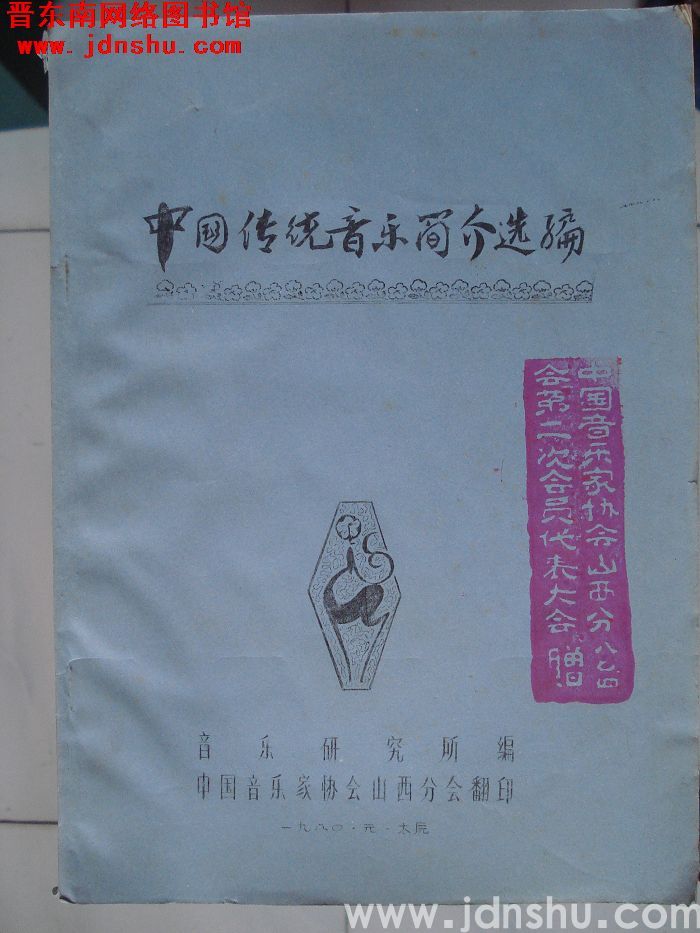 晋东南网络图书馆
www.jdnshu.com
中国传统音乐简介选编
中国音乐家协会山西分
会第二次会员代表大会 赠
音乐研究所编
中国音乐家协会山西分会翻印
一九八〇·元·太原
www.jdnshu.com